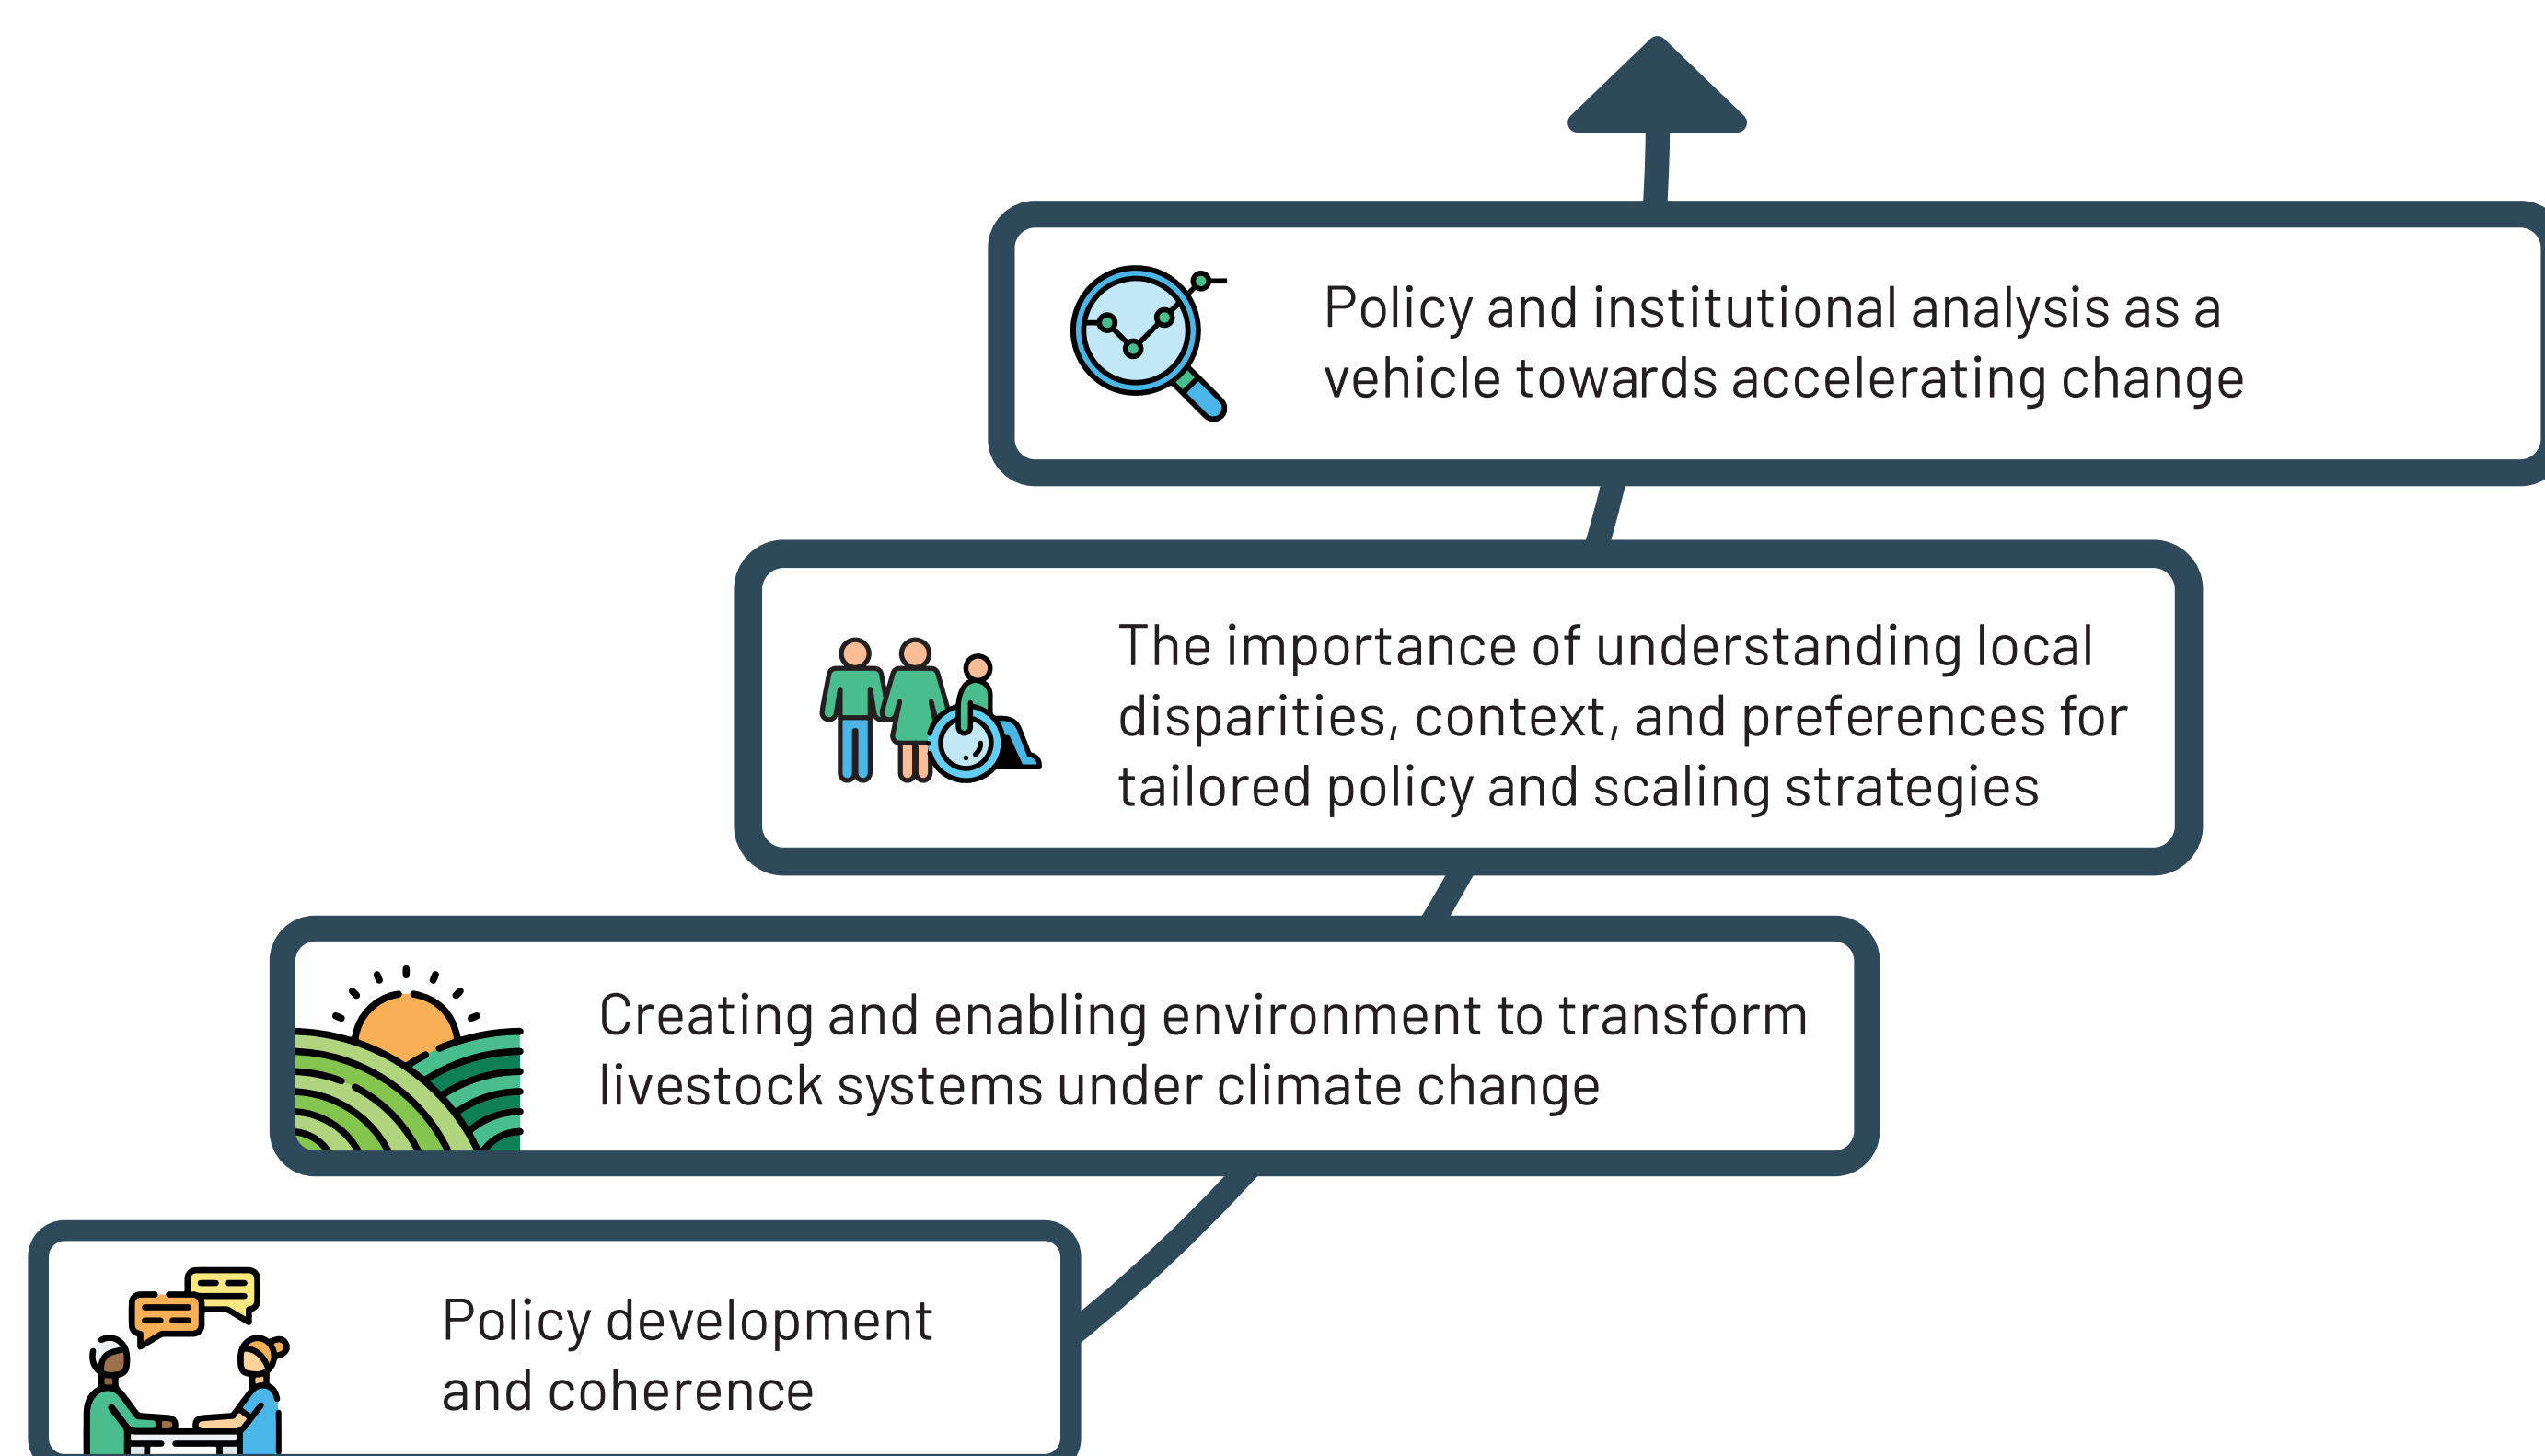 Policy and institutional analysis as a
vehicle towards accelerating change
The importance of understanding local
disparities, context, and preferences for
tailored policy and scaling strategies
Creating and enabling environment to transform
livestock systems under climate change
Policy development
and coherence